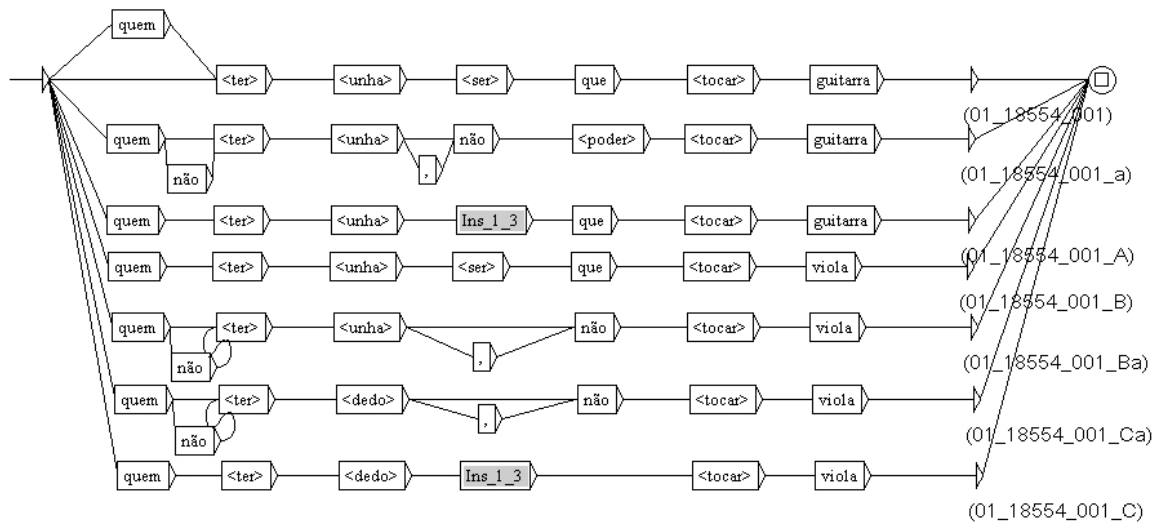 quem
<ter> <unha> <ser> que <tocar> guitarra
(01_18554_001)
quem <ter> <unha> não <poder> <tocar> guitarra
não ,
(01_18554_001_a)
quem <ter> <unha> Ins_1_3 que <tocar> guitarra
(01_18554_001_A)
quem <ter> <unha> <ser> que <tocar> viola
(01_18554_001_B)
quem <ter> <unha> não <tocar> viola
não ,
(01_18554_001_Ba)
quem <ter> <dedo> não <tocar> viola
não ,
(01_18554_001_Ca)
quem <ter> <dedo> Ins_1_3 <tocar> viola
(01_18554_001_C)